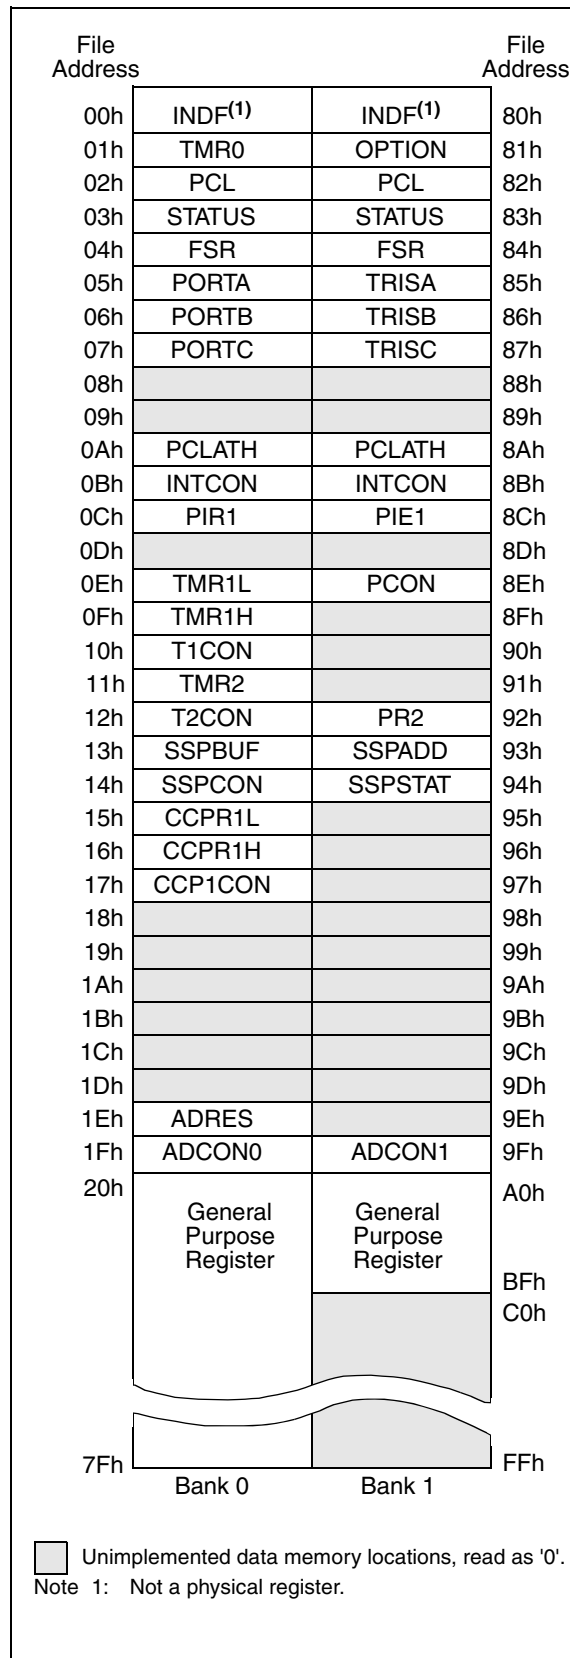 File Address File Address
00h INDF(1) INDF(1) 80h
01h TMR0 OPTION 81h
02h PCL PCL 82h
03h STATUS STATUS 83h
04h FSR FSR 84h
05h PORTA TRISA 85h
06h PORTB TRISB 86h
07h PORTC TRISC 87h
08h 88h
09h 89h
0Ah PCLATH PCLATH 8Ah
0Bh INTCON INTCON 8Bh
0Ch PIR1 PIE1 8Ch
0Dh 8Dh
0Eh TMR1L PCON 8Eh
0Fh TMR1H 8Fh
10h T1CON 90h
11h TMR2 91h
12h T2CON PR2 92h
13h SSPBUF SSPADD 93h
14h SSPCON SSPSTAT 94h
15h CCPR1L 95h
16h CCPR1H 96h
17h CCP1CON 97h
18h 98h
19h 99h
1Ah 9Ah
1Bh 9Bh
1Ch 9Ch
1Dh 9Dh
1Eh ADRES 9Eh
1Fh ADCON0 ADCON1 9Fh
20h A0h
General General
Purpose Purpose
Register Register
BFh
C0h
7Fh FFh
Bank 0 Bank 1
Unimplemented data memory locations, read as '0'.
Note 1: Not a physical register.